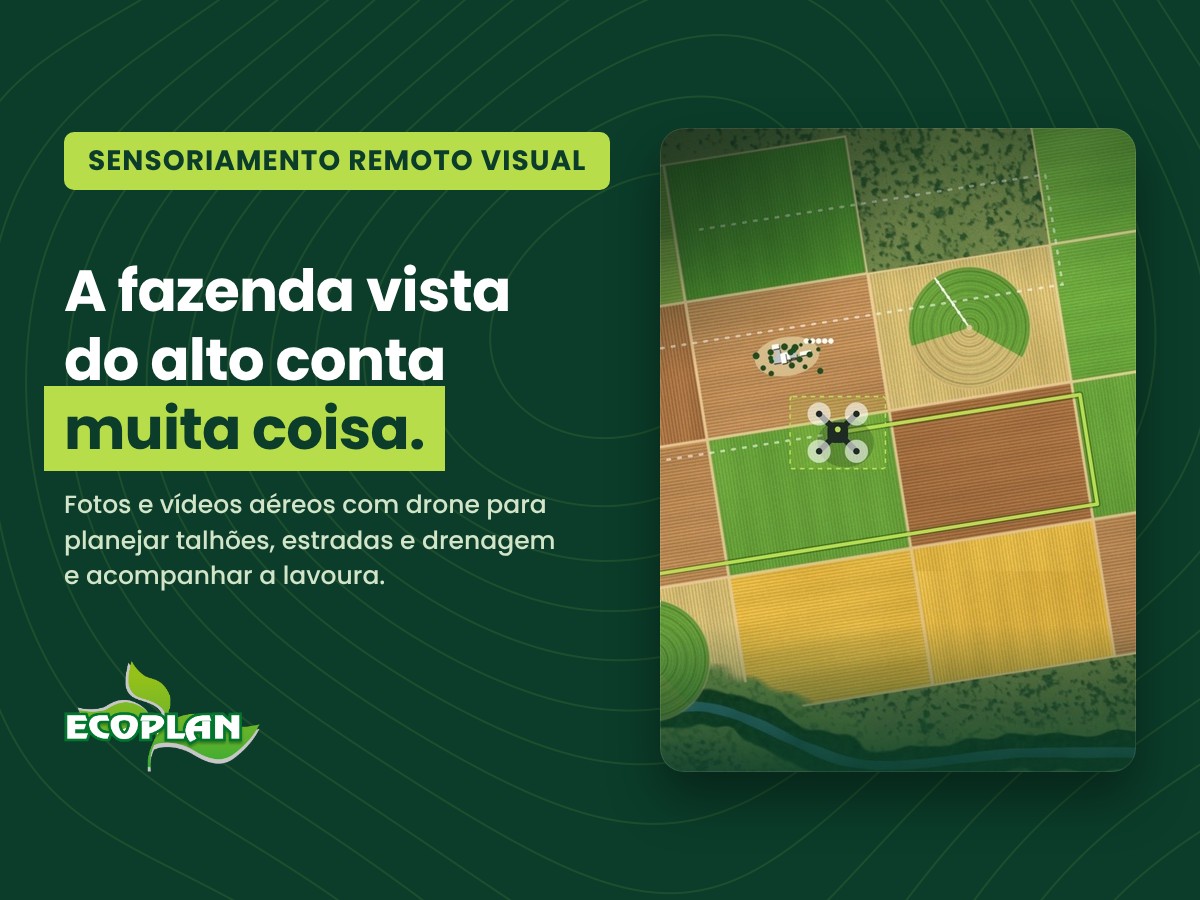 SENSORIAMENTO REMOTO VISUAL
A fazenda vista
do alto conta
muita coisa.
Fotos e vídeos aéreos com drone para
planejar talhões, estradas e drenagem
e acompanhar a lavoura.
ECOPLAN